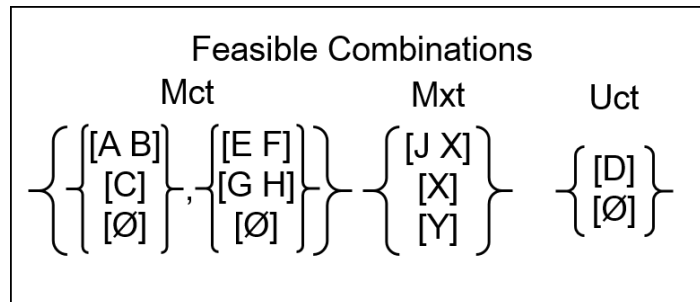 Feasible Combinations
Mct Mxt Uct
{ { [A B] [C] [Ø] } , { [E F] [G H] [Ø] } } { [J X] [X] [Y] } { [D] [Ø] }